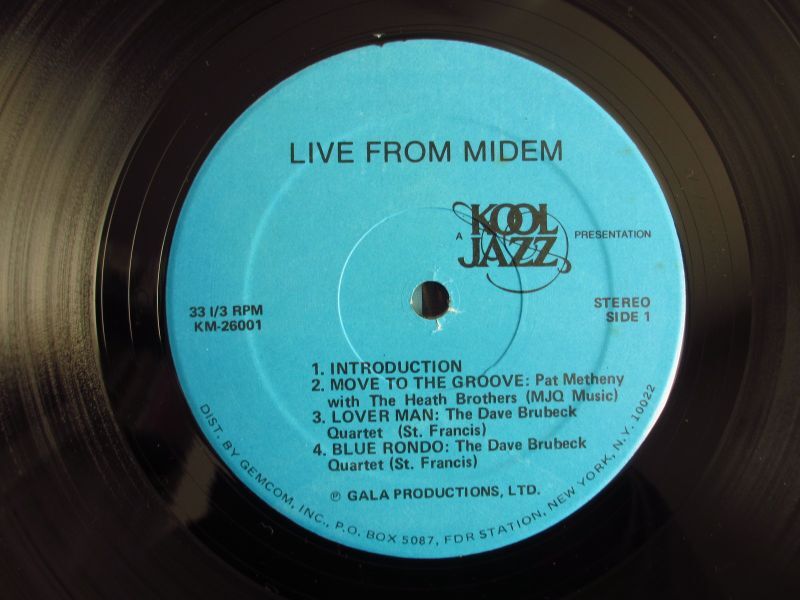 LIVE FROM MIDEM
A KOOL JAZZ PRESENTATION
33 1/3 RPM
KM-26001
STEREO
SIDE 1
1. INTRODUCTION
2. MOVE TO THE GROOVE: Pat Metheny
with The Heath Brothers (MJQ Music)
3. LOVER MAN: The Dave Brubeck
Quartet (St. Francis)
4. BLUE RONDO: The Dave Brubeck
Quartet (St. Francis)
℗ GALA PRODUCTIONS, LTD.
DIST. BY GEMCOM, INC., P.O. BOX 5087, FDR STATION, NEW YORK, N.Y. 10022